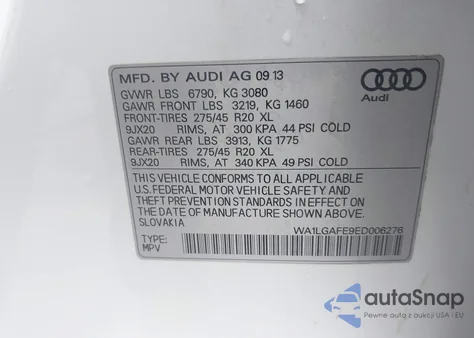 MFD. BY AUDI AG 09 13
GVWR LBS 6790, KG 3080
GAWR FRONT LBS 3219, KG 1460
FRONT-TIRES 275/45 R20 XL
9JX20 RIMS, AT 300 KPA 44 PSI COLD
GAWR REAR LBS 3913, KG 1775
REAR-TIRES 275/45 R20 XL
9JX20 RIMS, AT 340 KPA 49 PSI COLD
Audi
THIS VEHICLE CONFORMS TO ALL APPLICABLE
U.S. FEDERAL MOTOR VEHICLE SAFETY AND
THEFT PREVENTION STANDARDS IN EFFECT ON
THE DATE OF MANUFACTURE SHOWN ABOVE.
SLOVAKIA
WA1LGAFE9ED006276
TYPE:
MPV
autoSnap
Pewne auta z aukcji USA i EU